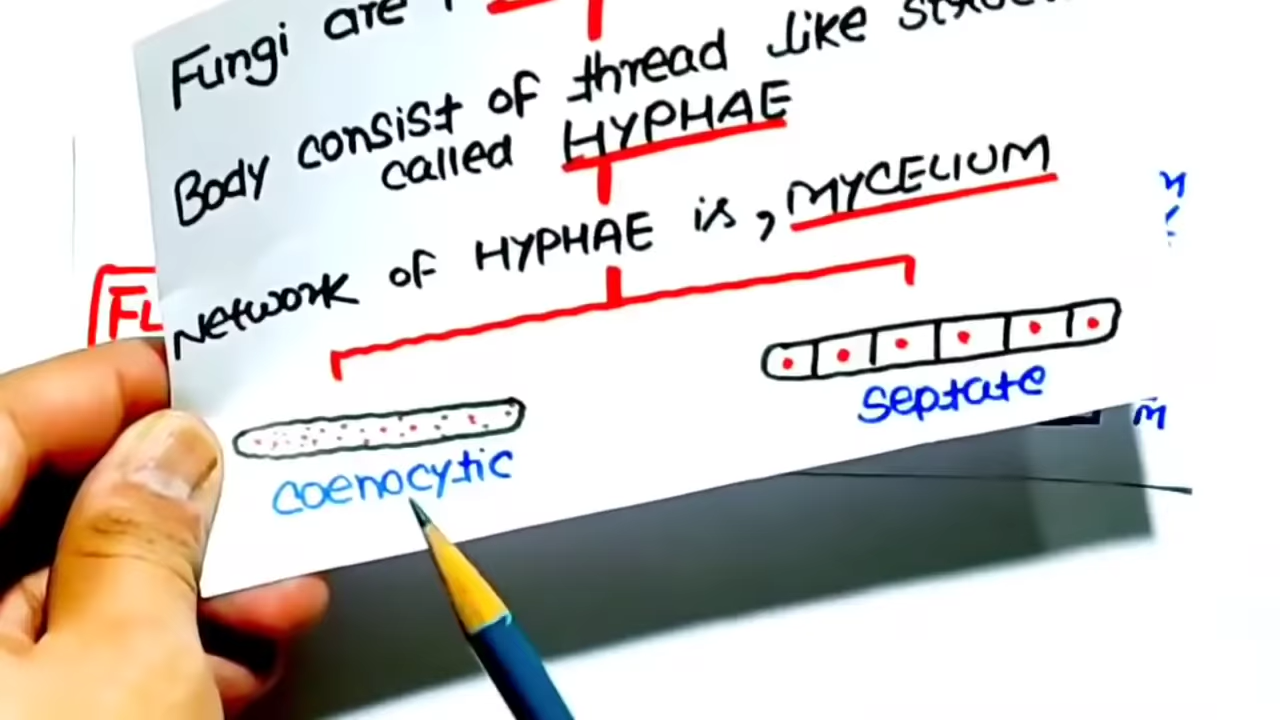 Fungi are
Body consist of thread like
called HYPHAE
Network of HYPHAE is, MYCELIUM
coenocytic
septate